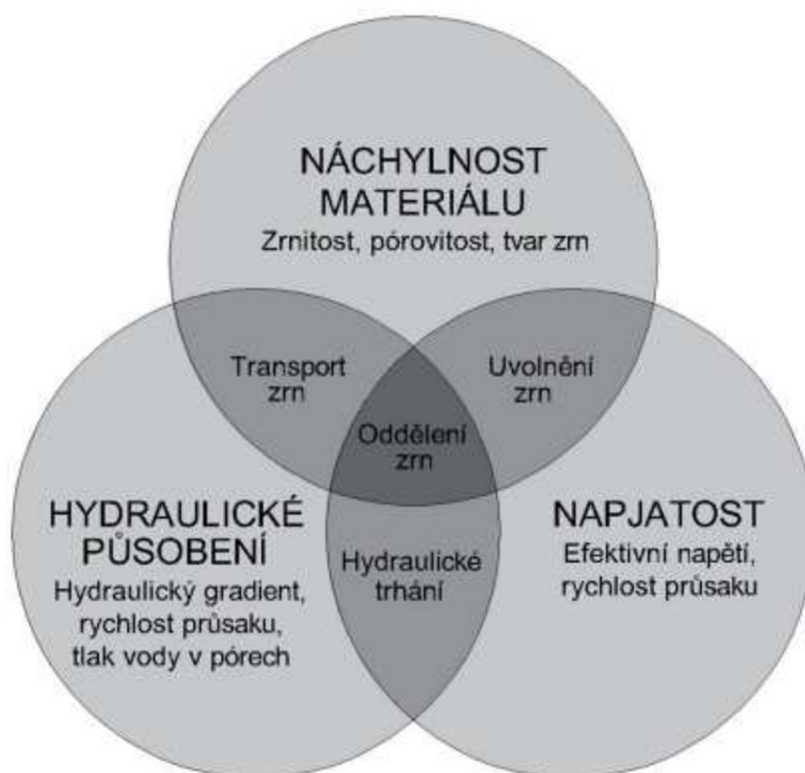 NÁCHYLNOST
MATERIÁLU
Zrnitost, pórovitost, tvar zrn
Transport
zrn
Uvolnění
zrn
Oddělení
zrn
HYDRAULICKÉ
PŮSOBENÍ
Hydraulický gradient,
rychlost průsaku,
tlak vody v pórech
Hydraulické
trhání
NAPJATOST
Efektivní napětí,
rychlost průsaku